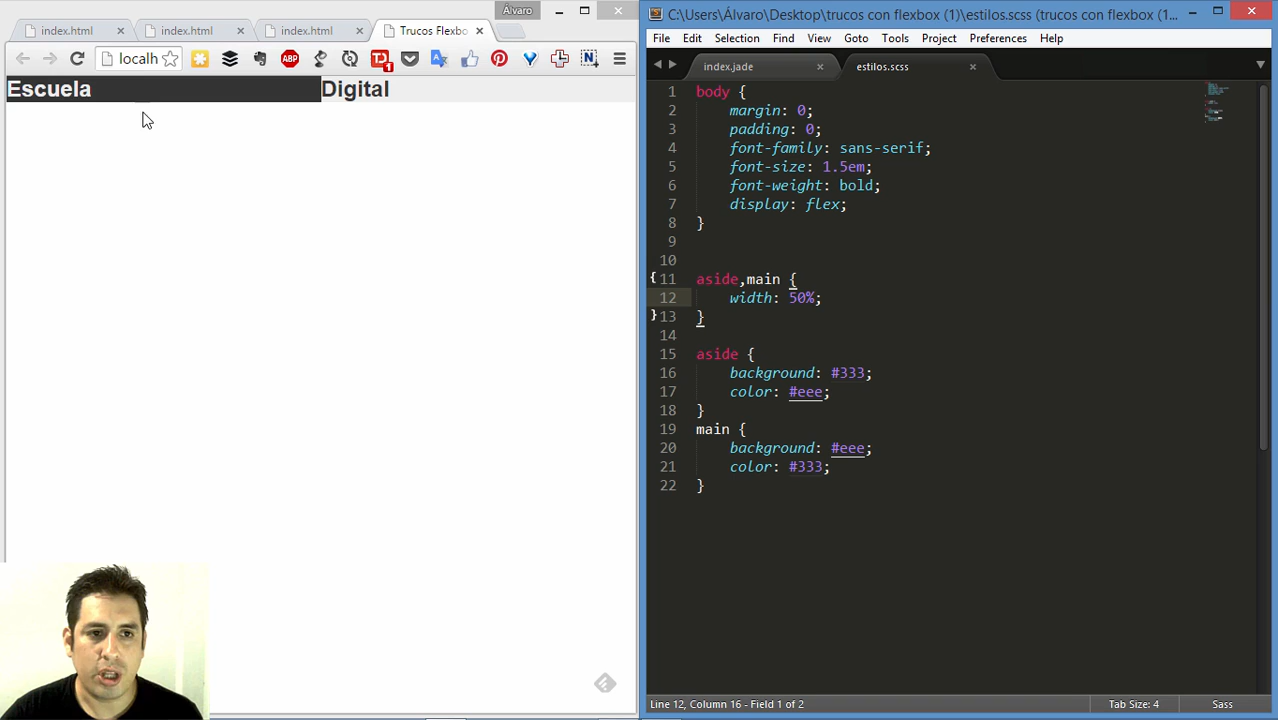 Álvaro
index.html
index.html
index.html
Trucos Flexbo
localh
ABP
TD
1
N
Escuela
Digital
C:\Users\Álvaro\Desktop\trucos con flexbox (1)\estilos.scss (trucos con flexbox (1...
File Edit Selection Find View Goto Tools Project Preferences Help
index.jade
estilos.scss
1 body {
2 margin: 0;
3 padding: 0;
4 font-family: sans-serif;
5 font-size: 1.5em;
6 font-weight: bold;
7 display: flex;
8 }
9
10
11 aside,main {
12 width: 50%;
13 }
14
15 aside {
16 background: #333;
17 color: #eee;
18 }
19 main {
20 background: #eee;
21 color: #333;
22 }
Line 12, Column 16 - Field 1 of 2
Tab Size: 4
Sass